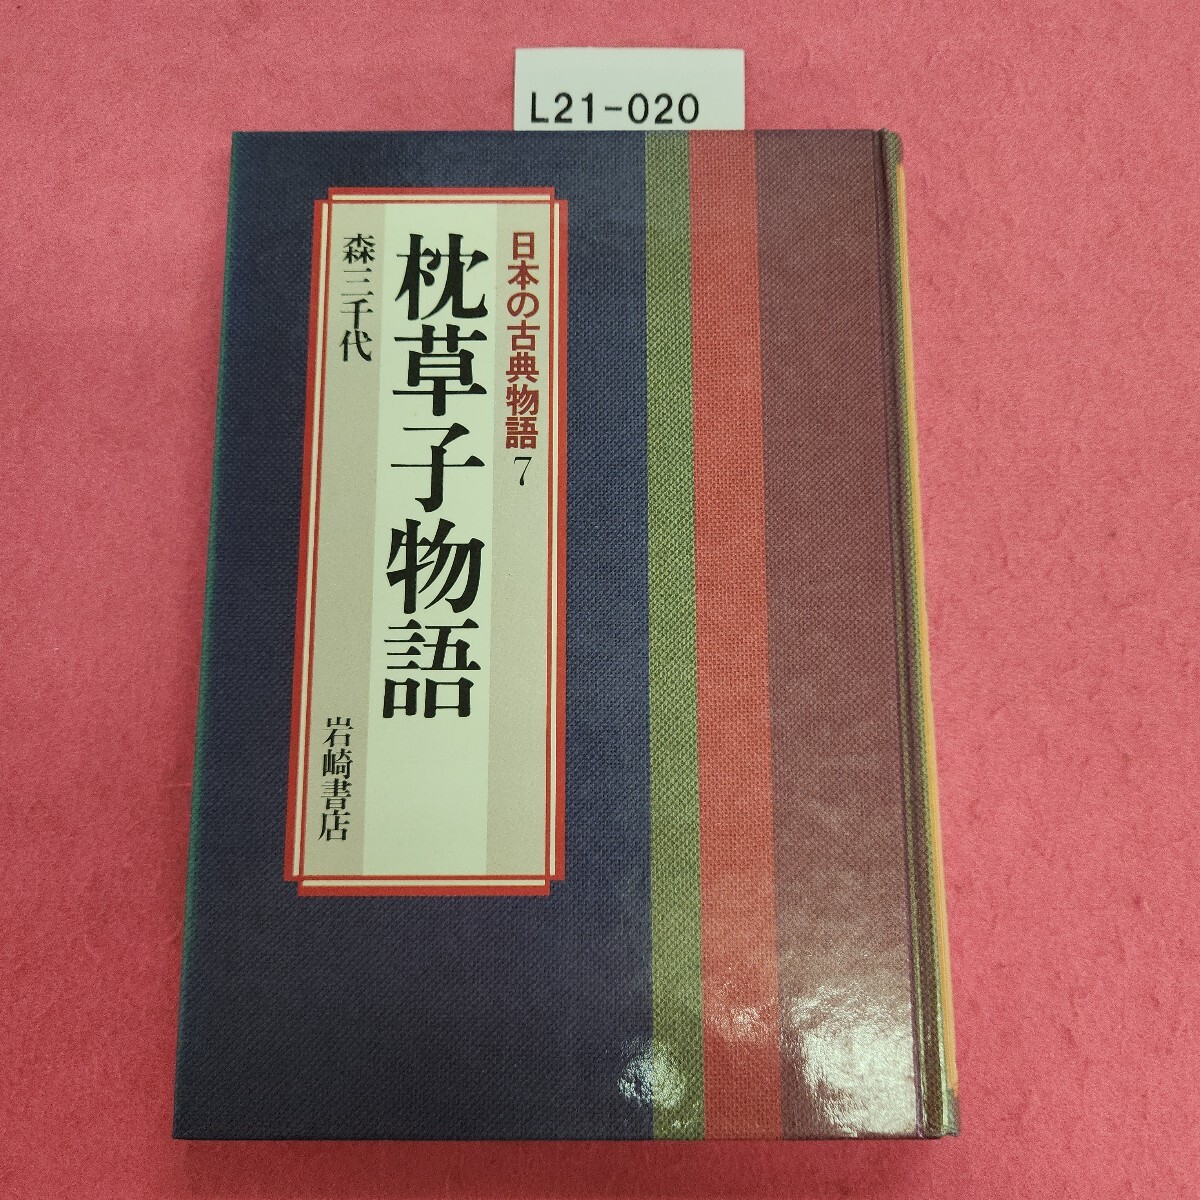 L21-020
日本の古典物語 7
枕草子物語
森三千代
岩崎書店